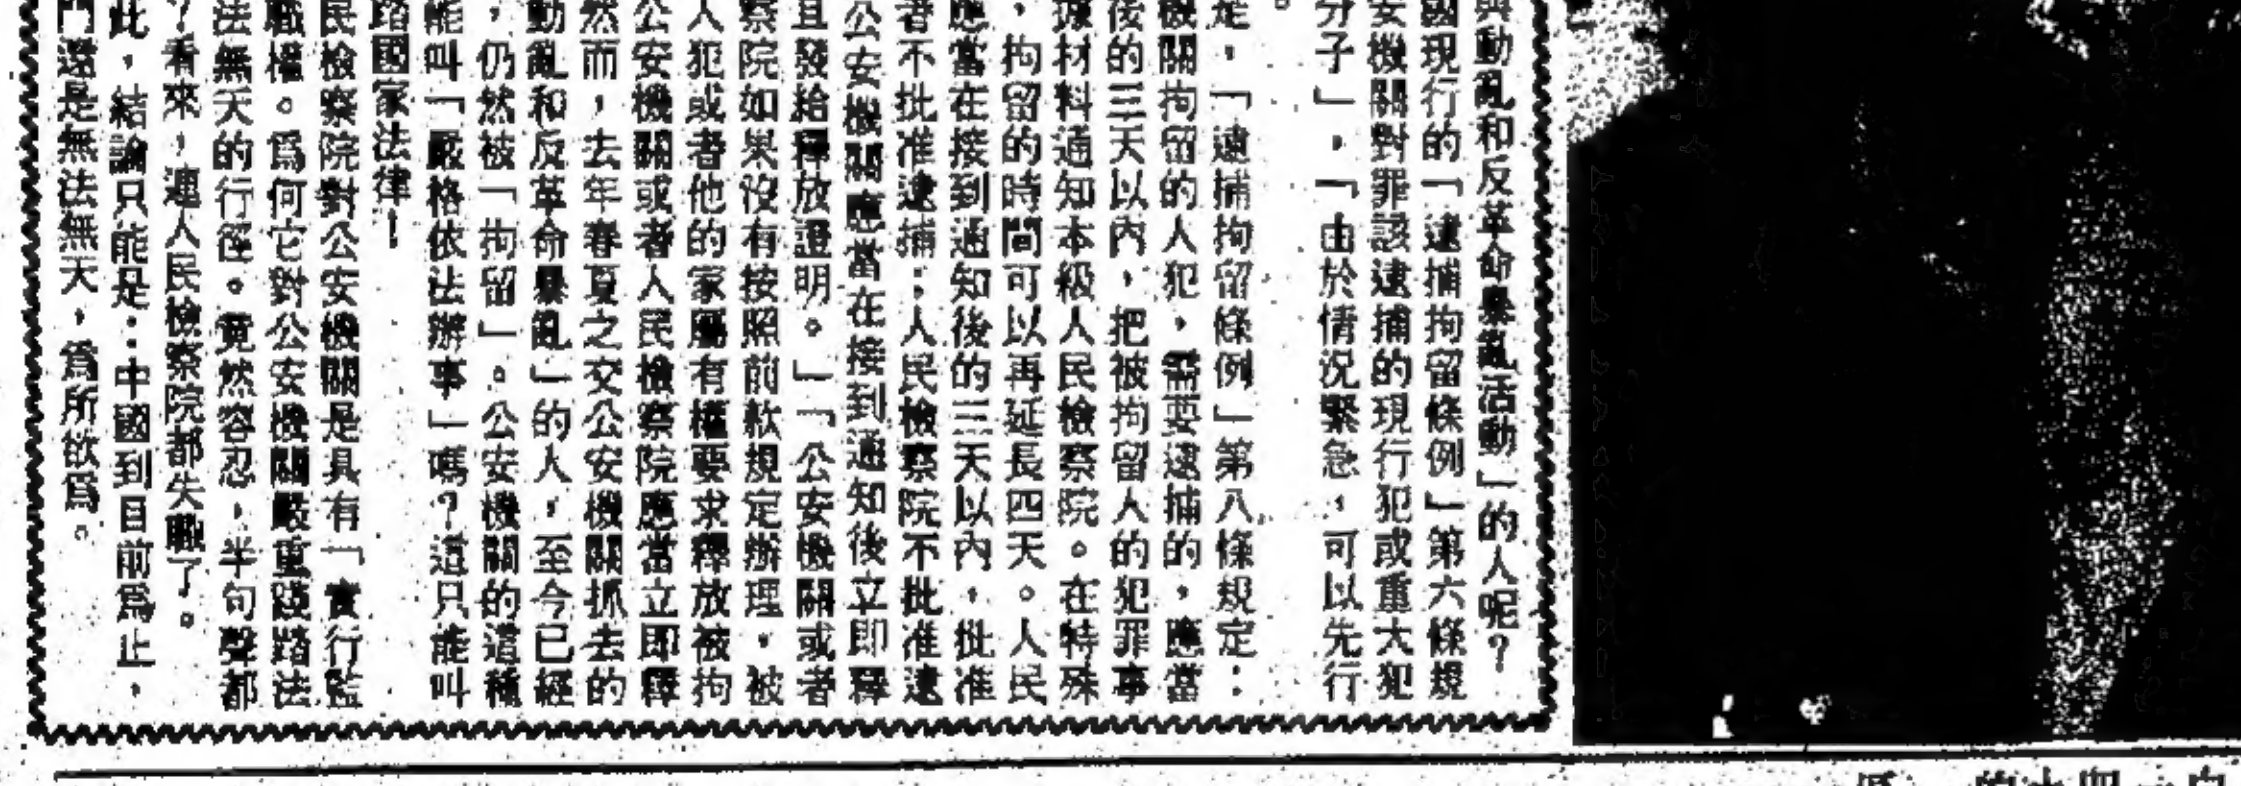 與動亂和反革命暴亂活動」的人呢？
國現行的「逮捕拘留條例」第六條規
安機關對罪該逮捕的現行犯或重大犯
分子」，「由於情況緊急，可以先行
。
是，「逮捕拘留條例」第八條規定：
機關拘留的人犯，需要逮捕的，應當
後的三天以內，把被拘留人的犯罪事
據材料通知本級人民檢察院。在特殊
，拘留的時間可以再延長四天。人民
應當在接到通知後的三天以內，批准
者不批准逮捕；人民檢察院不批准逮
公安機關應當在接到通知後立即釋
且發給釋放證明。」「公安機關或者
察院如果沒有按照前款規定辦理，被
人犯或者他的家屬有權要求釋放被拘
公安機關或者人民檢察院應當立即釋
然而，去年春夏之交公安機關抓去的
動亂和反革命暴亂」的人，至今已經
，仍然被「拘留」。公安機關的這種
能叫「嚴格依法辦事」嗎？這只能叫
踏國家法律！
民檢察院對公安機關是具有「實行監
職權。爲何它對公安機關嚴重踐踏法
法無天的行徑。竟然容忍，半句聲都
？看來，連人民檢察院都失職了。
此，結論只能是：中國到目前爲止，
門還是無法無天，爲所欲爲。